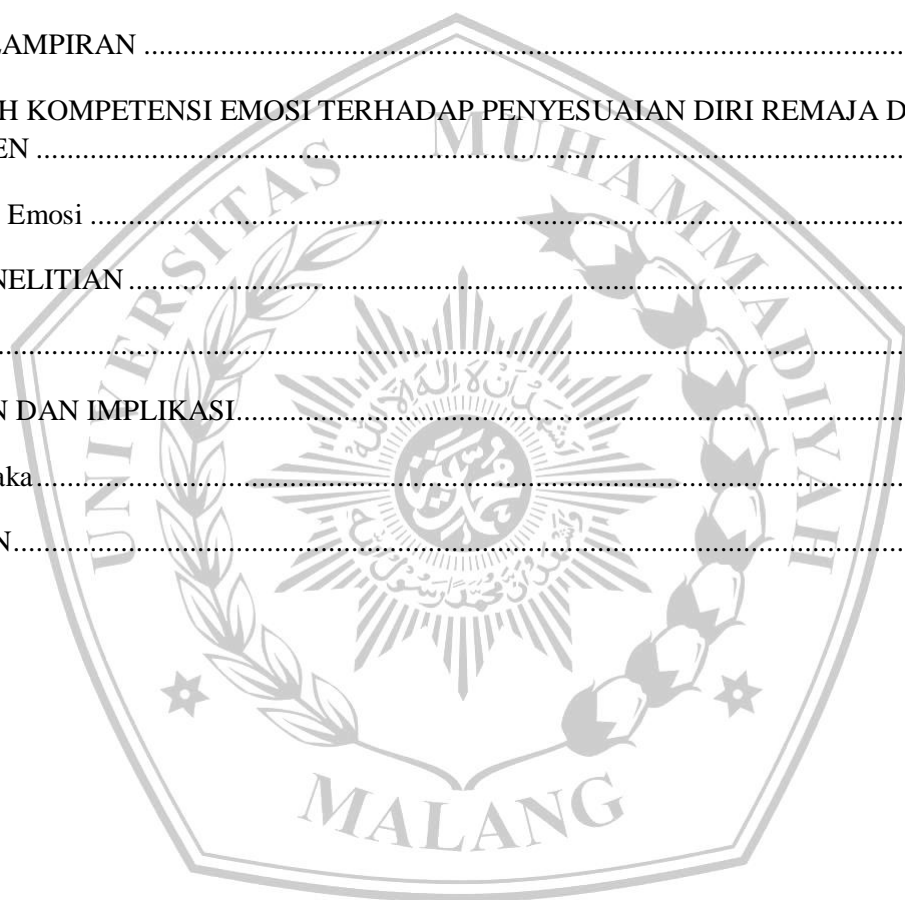 LAMPIRAN ...........................................................................................
H KOMPETENSI EMOSI TERHADAP PENYESUAIAN DIRI REMAJA D
EN ...........................................................................................
Emosi ...........................................................................................
NELITIAN ...........................................................................................
...........................................................................................
N DAN IMPLIKASI...........................................................................................
aka...........................................................................................
N...........................................................................................
UNIVERSITAS MUHAMMADIYAH
MALANG